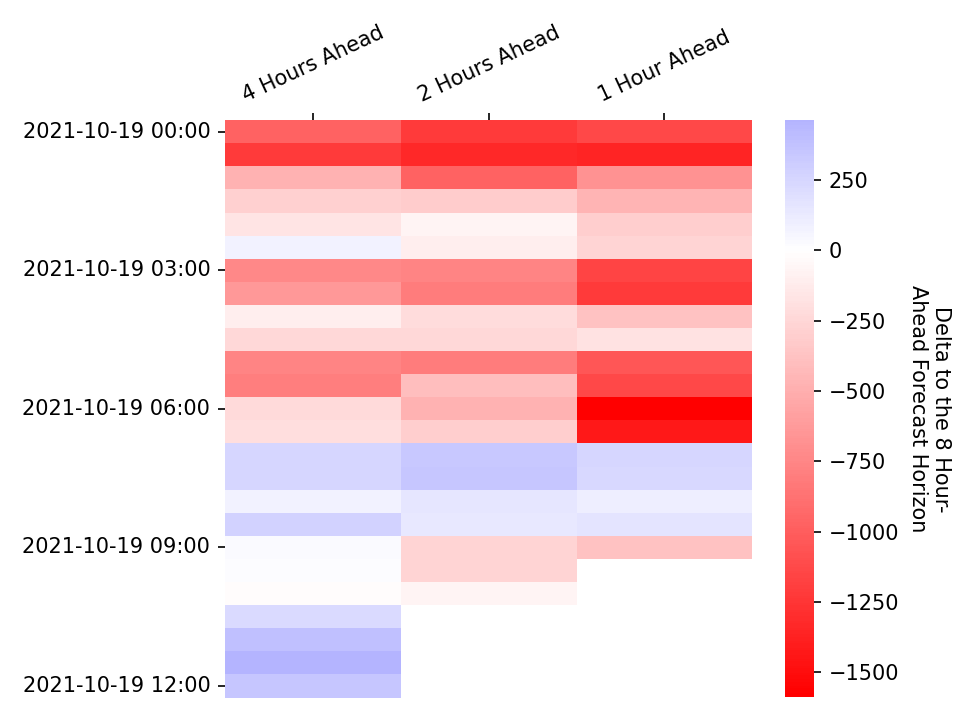 4 Hours Ahead
2 Hours Ahead
1 Hour Ahead
2021-10-19 00:00
2021-10-19 03:00
2021-10-19 06:00
2021-10-19 09:00
2021-10-19 12:00
250
0
−250
−500
−750
−1000
−1250
−1500
Delta to the 8 Hour-
Ahead Forecast Horizon